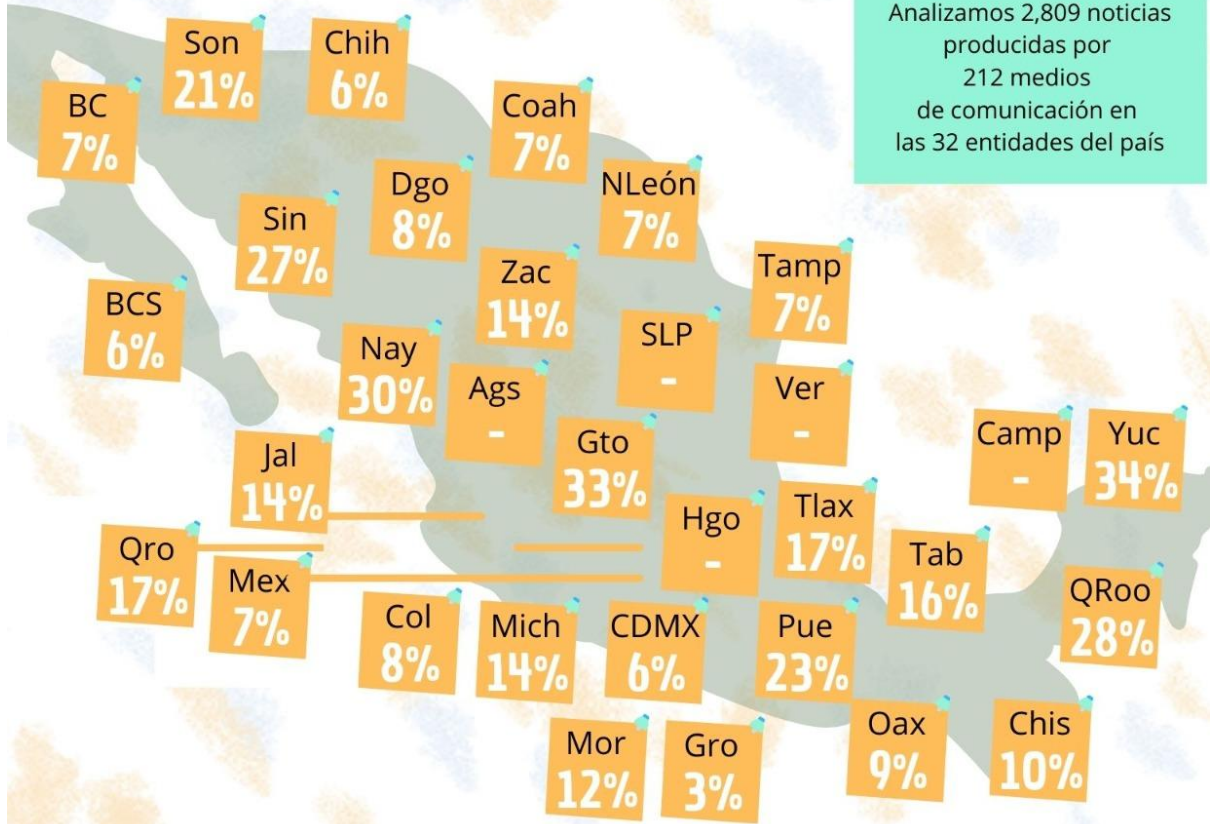 Analizamos 2,809 noticias
producidas por
212 medios
de comunicación en
las 32 entidades del país
Son
21%
Chih
6%
BC
7%
Coah
7%
Dgo
8%
NLeón
7%
Sin
27%
Zac
14%
Tamp
7%
BCS
6%
SLP
-
Nay
30%
Ags
-
Ver
-
Gto
33%
Camp
-
Yuc
34%
Jal
14%
Hgo
-
Tlax
17%
Qro
17%
Mex
7%
Tab
16%
QRoo
28%
Col
8%
Mich
14%
CDMX
6%
Pue
23%
Mor
12%
Gro
3%
Oax
9%
Chis
10%